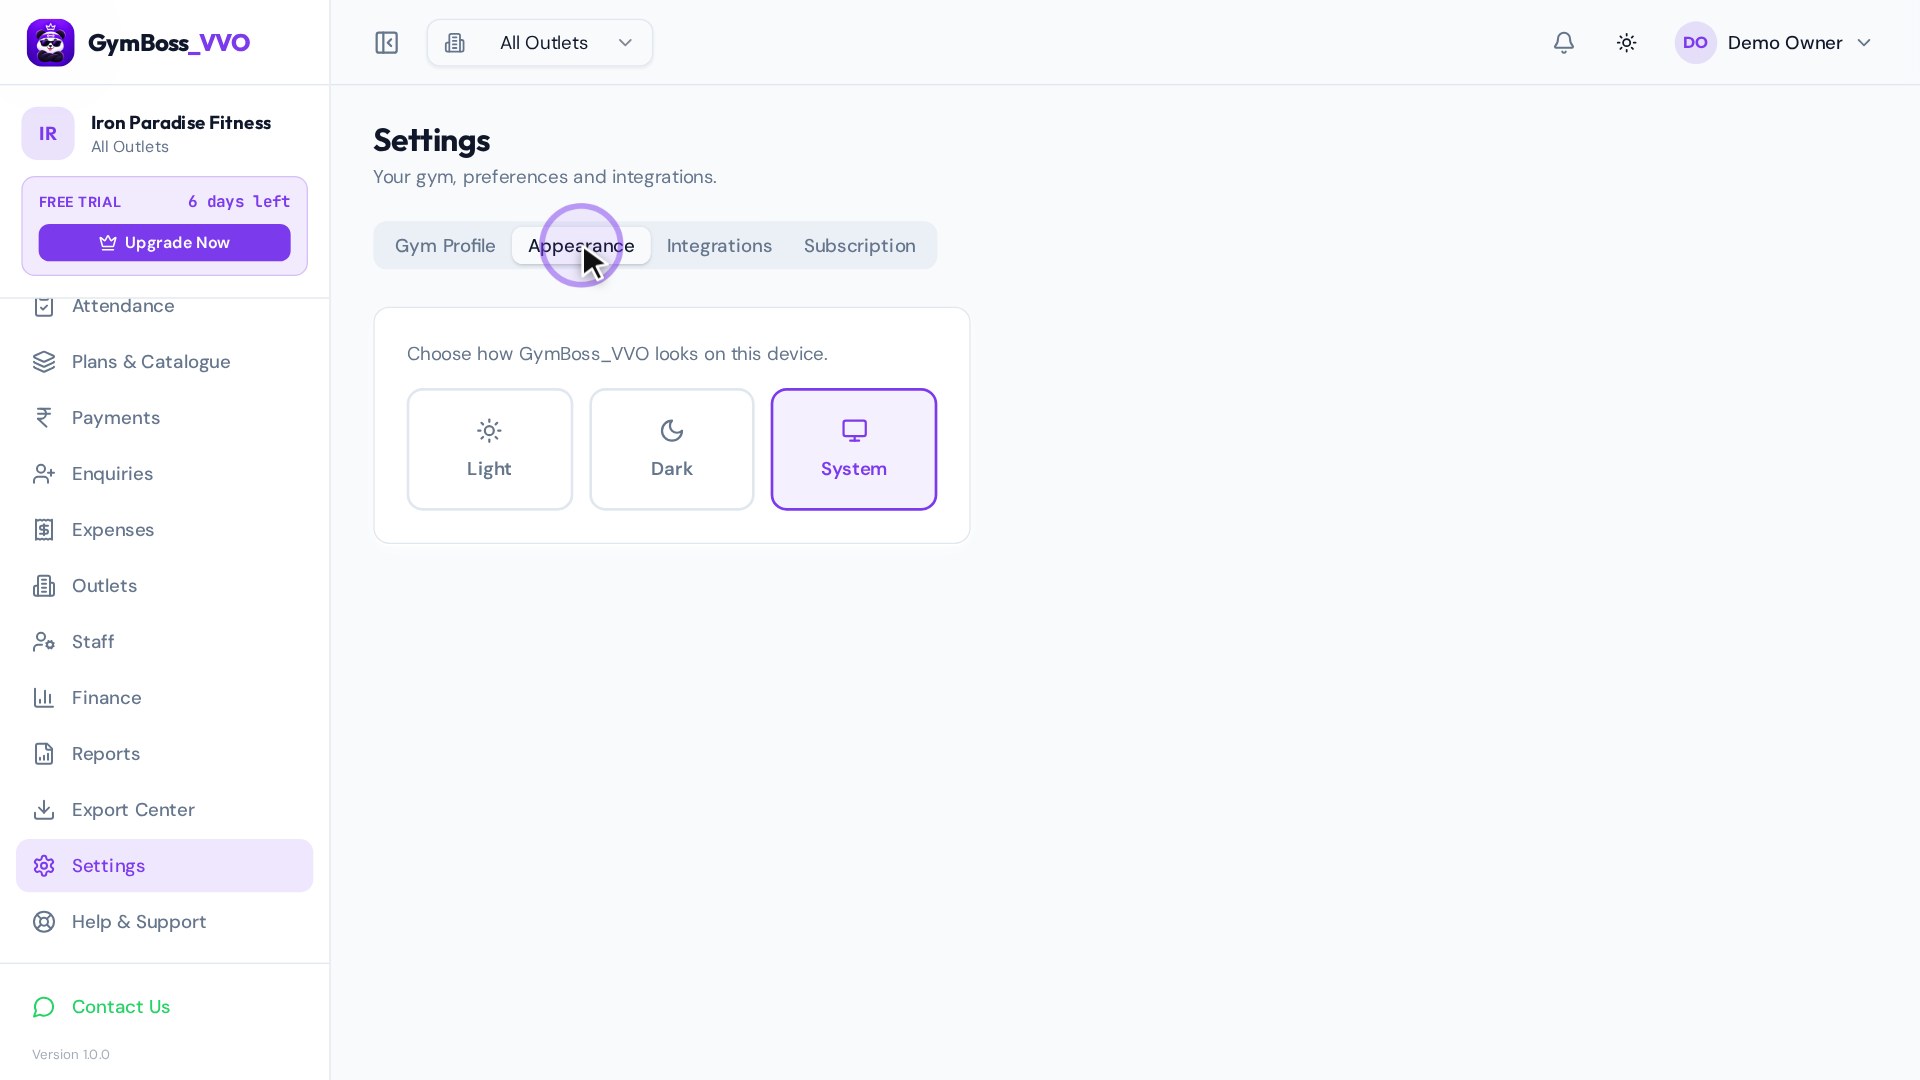 GymBoss_VVO
All Outlets
DO
Demo Owner
IR
Iron Paradise Fitness
All Outlets
FREE TRIAL
6 days left
Upgrade Now
Attendance
Plans & Catalogue
Payments
Enquiries
Expenses
Outlets
Staff
Finance
Reports
Export Center
Settings
Help & Support
Contact Us
Version 1.0.0
Settings
Your gym, preferences and integrations.
Gym Profile
Appearance
Integrations
Subscription
Choose how GymBoss_VVO looks on this device.
Light
Dark
System